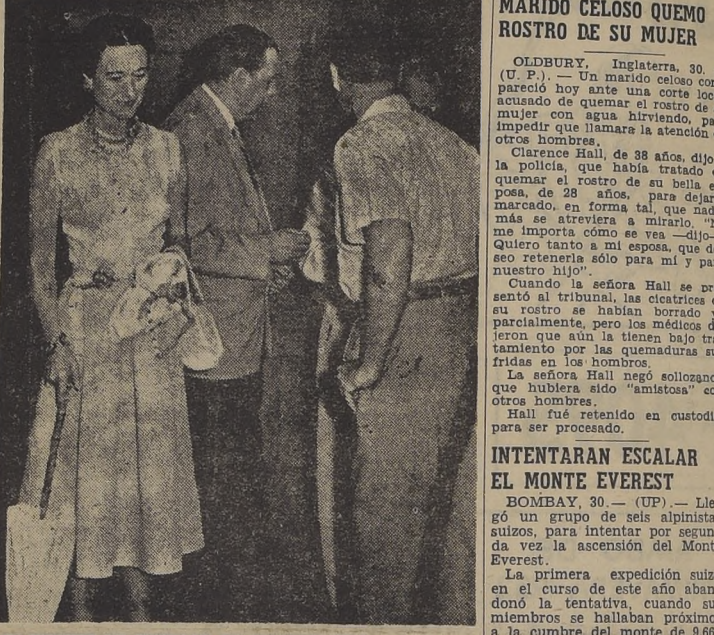 MARIDO CELOSO QUEMO
ROSTRO DE SU MUJER
OLDBURY, Inglaterra, 30.
(U. P.). — Un marido celoso com
pareció hoy ante una corte loc
acusado de quemar el rostro de
mujer con agua hirviendo, pa
impedir que llamara la atención
otros hombres.
Clarence Hall, de 38 años, dijo
la policía, que había tratado
quemar el rostro de su bella e
posa, de 28 años, para dejar
marcado, en forma tal, que nad
más se atreviera a mirarlo.
me importa cómo se vea —dijo—
Quiero tanto a mi esposa, que d
seo retenerla sólo para mí y pa
nuestro hijo".
Cuando la señora Hall se pr
sentó al tribunal, las cicatrices
su rostro se habían borrado
parcialmente, pero los médicos d
jeron que aún la tienen bajo tra
tamiento por las quemaduras su
fridas en los hombros.
La señora Hall negó sollozand
que hubiera sido "amistosa" co
otros hombres.
Hall fué retenido en custodi
para ser procesado.
INTENTARAN ESCALAR
EL MONTE EVEREST
BOMBAY, 30.— (UP).— Lle
gó un grupo de seis alpinista
suizos, para intentar por segun
da vez la ascensión del Mont
Everest.
La primera expedición suiz
en el curso de este año aban
donó la tentativa, cuando su
miembros se hallaban próximo
a la cumbre del monte de 9.60